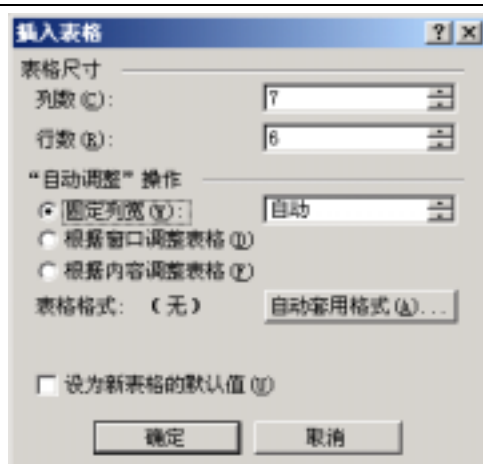 插入表格
表格尺寸
列数(C): 7
行数(R): 6
“自动调整”操作
固定列宽(W): 自动
根据窗口调整表格(D)
根据内容调整表格(F)
表格格式: (无) 自动套用格式(A)...
设为新表格的默认值(U)
确定 取消